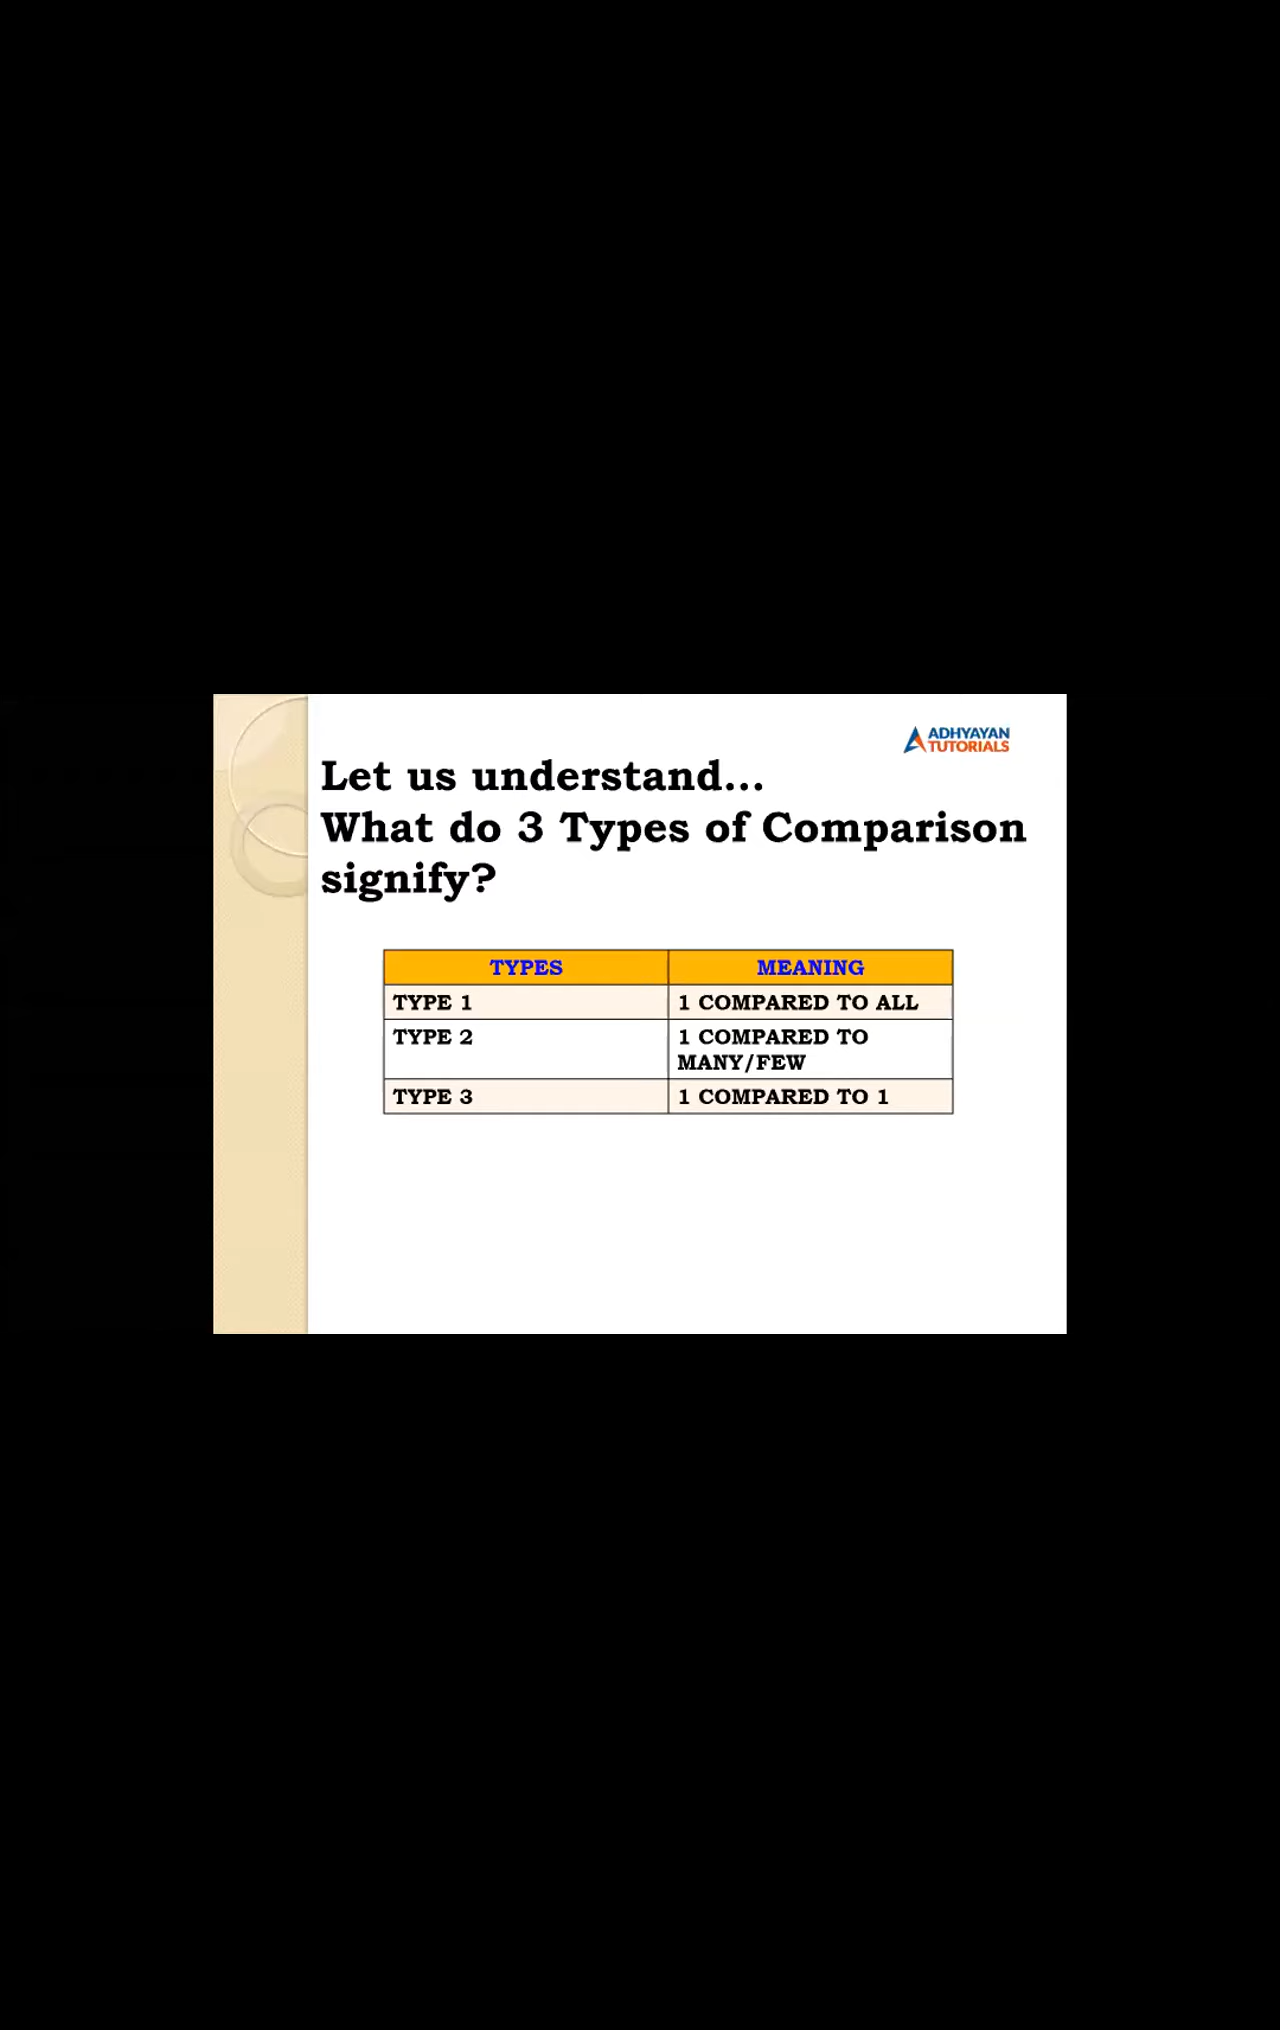 ADHYAYAN
TUTORIALS
Let us understand...
What do 3 Types of Comparison
signify?
TYPES MEANING
TYPE 1 1 COMPARED TO ALL
TYPE 2 1 COMPARED TO
MANY/FEW
TYPE 3 1 COMPARED TO 1